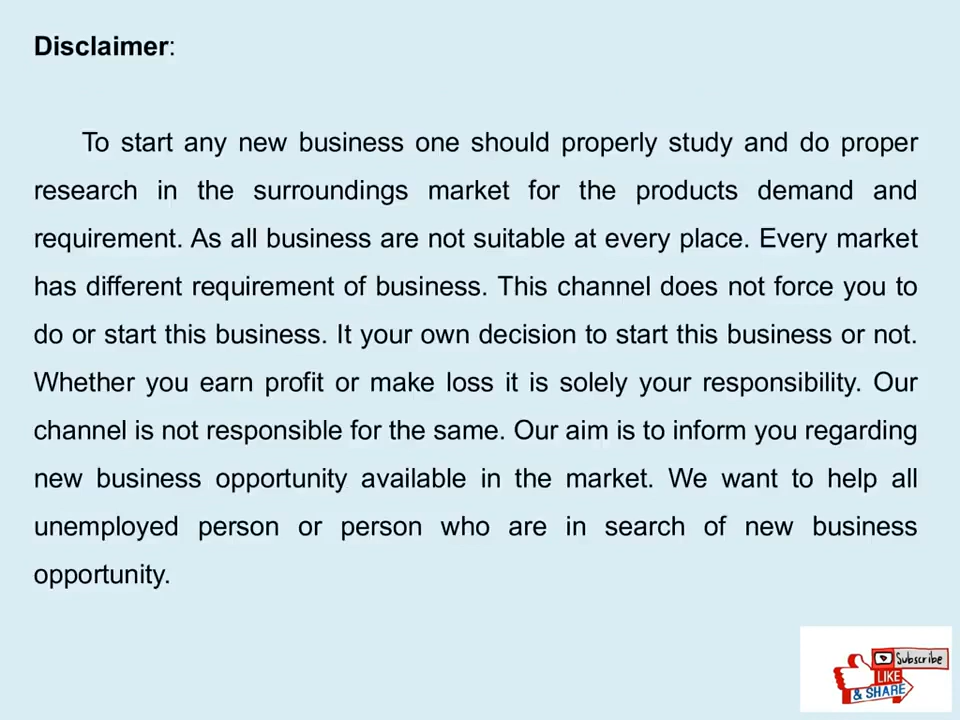 Disclaimer:
To start any new business one should properly study and do proper
research in the surroundings market for the products demand and
requirement. As all business are not suitable at every place. Every market
has different requirement of business. This channel does not force you to
do or start this business. It your own decision to start this business or not.
Whether you earn profit or make loss it is solely your responsibility. Our
channel is not responsible for the same. Our aim is to inform you regarding
new business opportunity available in the market. We want to help all
unemployed person or person who are in search of new business
opportunity.
Subscribe
LIKE
& SHARE